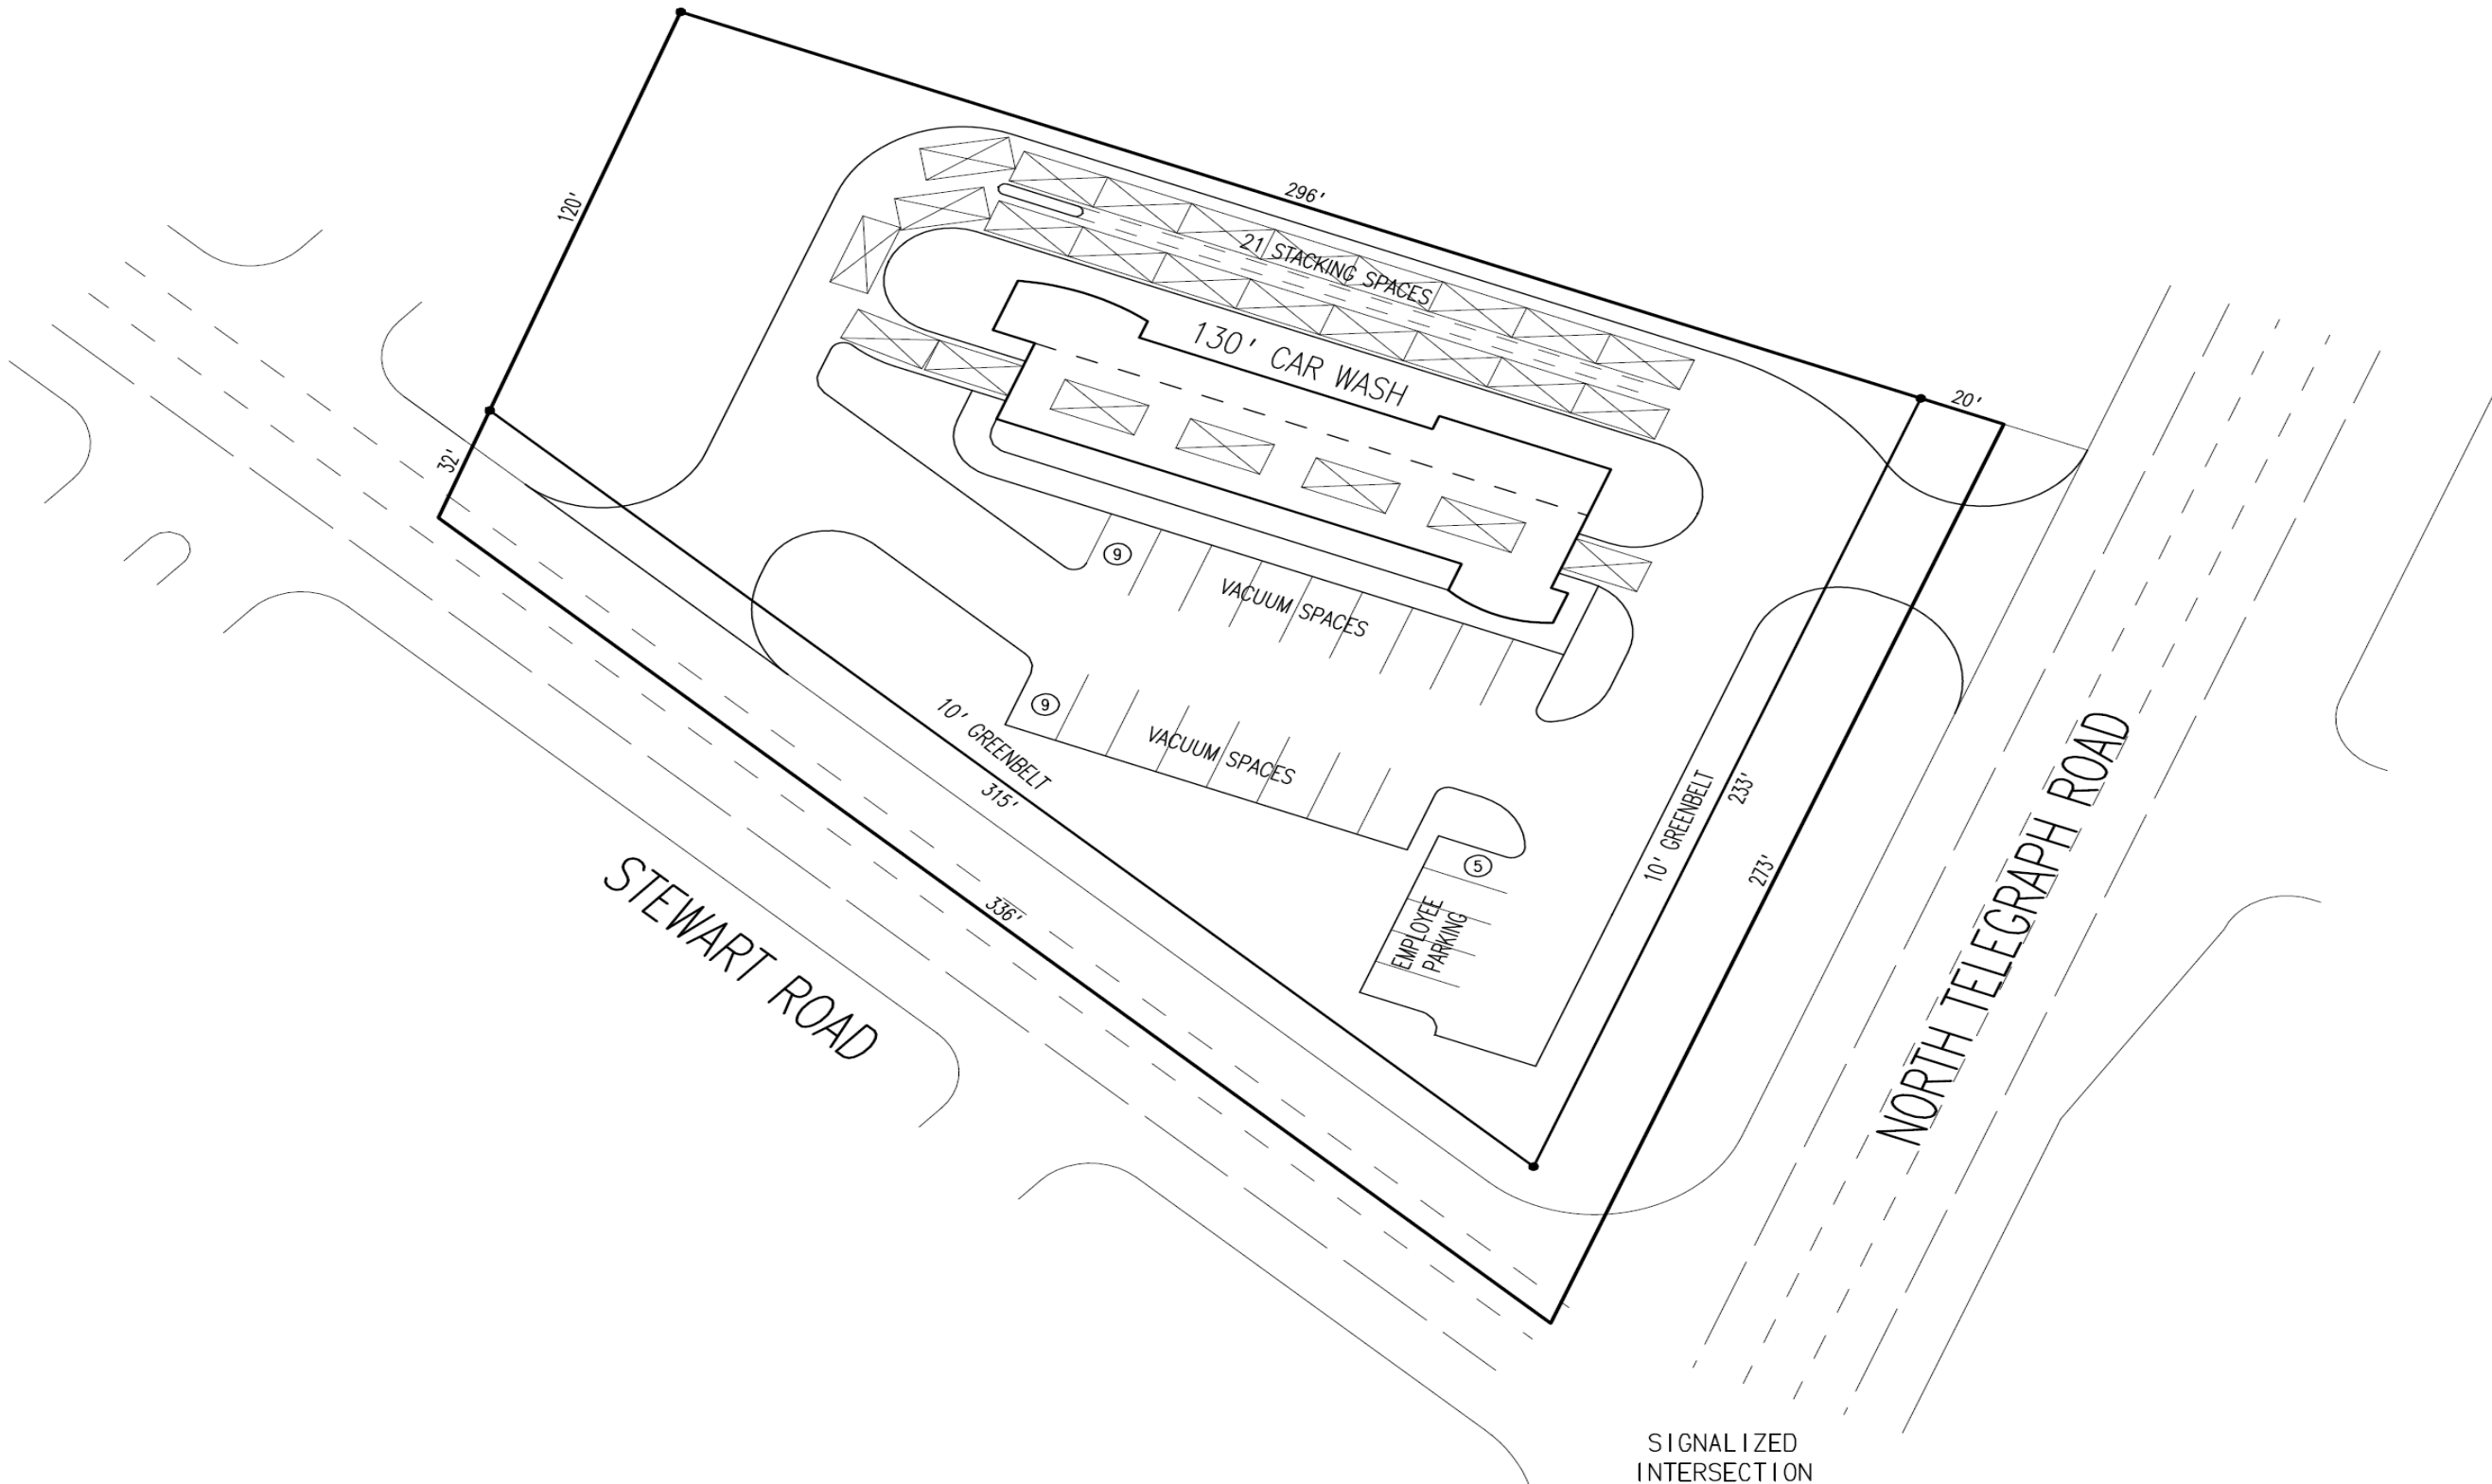 120'
296'
21 STACKING SPACES
130' CAR WASH
20'
32'
9
VACUUM SPACES
9
VACUUM SPACES
10' GREENBELT
315'
10' GREENBELT
233'
273'
5
EMPLOYEE
PARKING
336'
STEWART ROAD
NORTH TELEGRAPH ROAD
SIGNALIZED
INTERSECTION